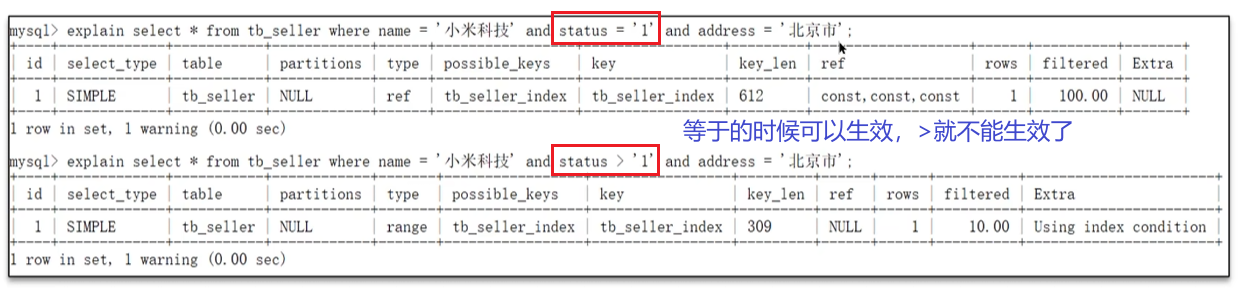 mysql> explain select * from tb_seller where name = '小米科技' and status = '1' and address = '北京市';
| id | select_type | table | partitions | type | possible_keys | key | key_len | ref | rows | filtered | Extra |
| 1 | SIMPLE | tb_seller | NULL | ref | tb_seller_index | tb_seller_index | 612 | const,const,const | 1 | 100.00 | NULL |
1 row in set, 1 warning (0.00 sec)
等于的时候可以生效，>就不能生效了
mysql> explain select * from tb_seller where name = '小米科技' and status > '1' and address = '北京市';
| id | select_type | table | partitions | type | possible_keys | key | key_len | ref | rows | filtered | Extra |
| 1 | SIMPLE | tb_seller | NULL | range | tb_seller_index | tb_seller_index | 309 | NULL | 1 | 10.00 | Using index condition |
1 row in set, 1 warning (0.00 sec)